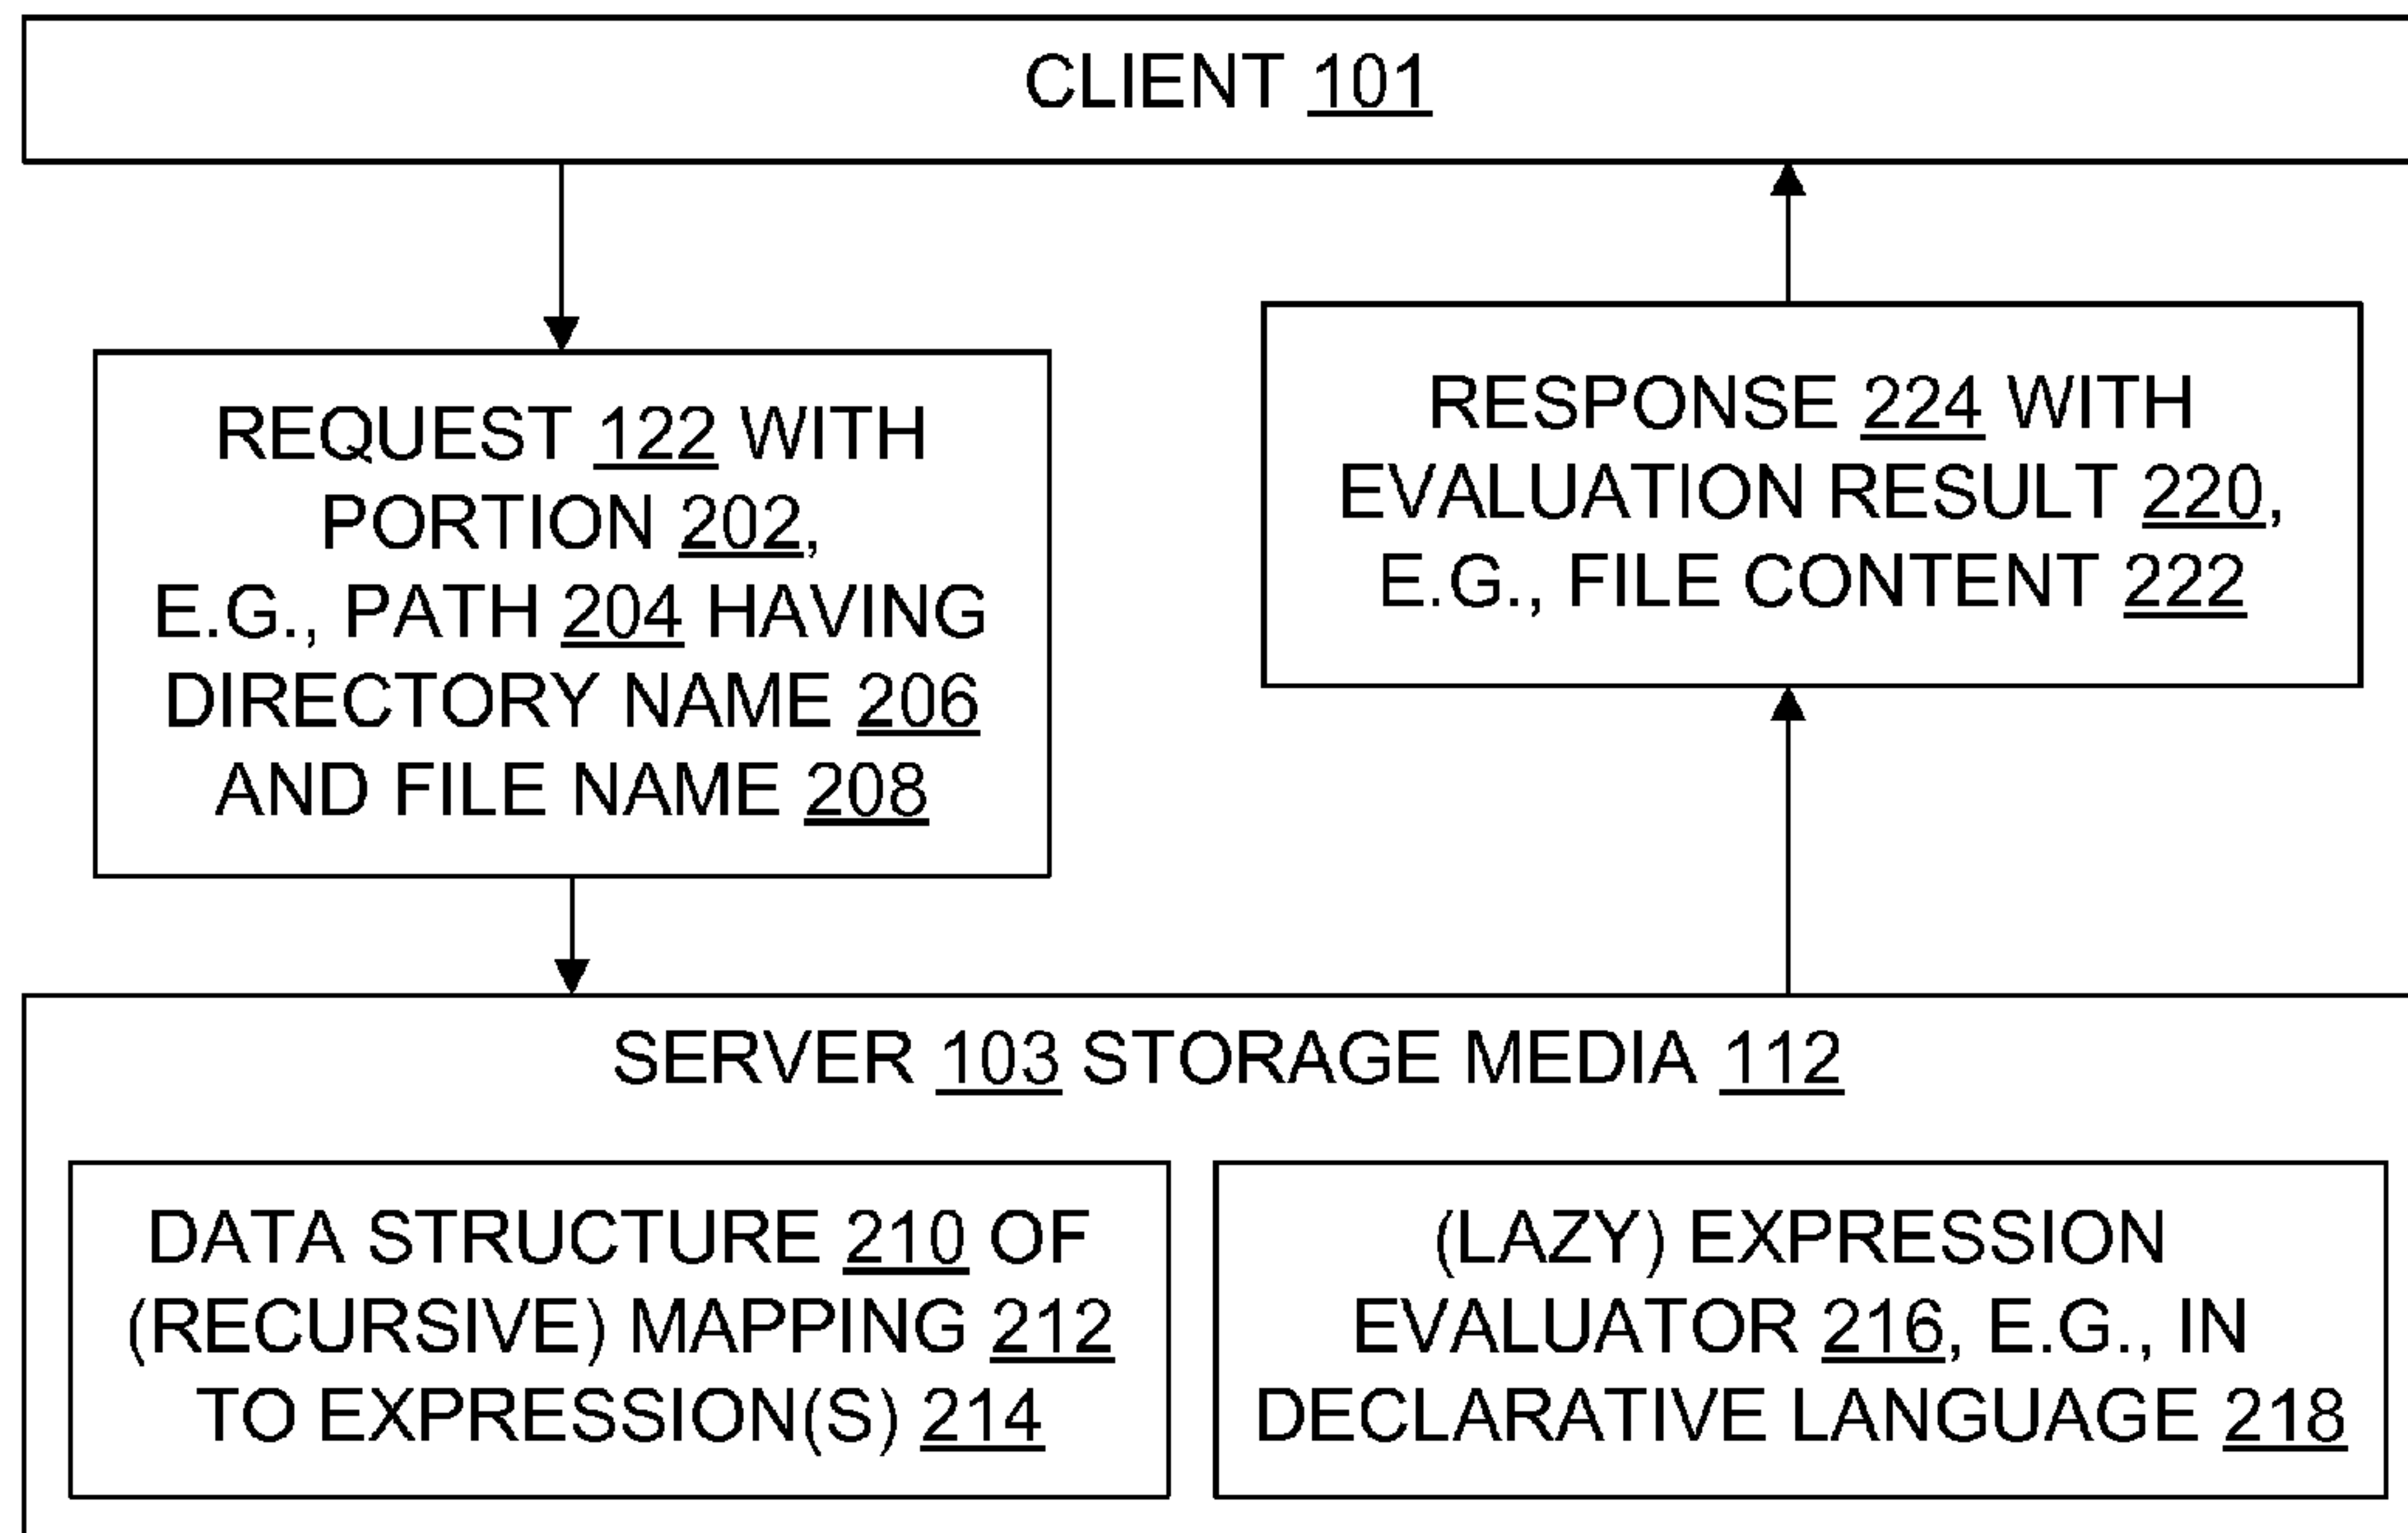 CLIENT 101
REQUEST 122 WITH
PORTION 202,
E.G., PATH 204 HAVING
DIRECTORY NAME 206
AND FILE NAME 208
RESPONSE 224 WITH
EVALUATION RESULT 220,
E.G., FILE CONTENT 222
SERVER 103 STORAGE MEDIA 112
DATA STRUCTURE 210 OF
(RECURSIVE) MAPPING 212
TO EXPRESSION(S) 214
(LAZY) EXPRESSION
EVALUATOR 216, E.G., IN
DECLARATIVE LANGUAGE 218